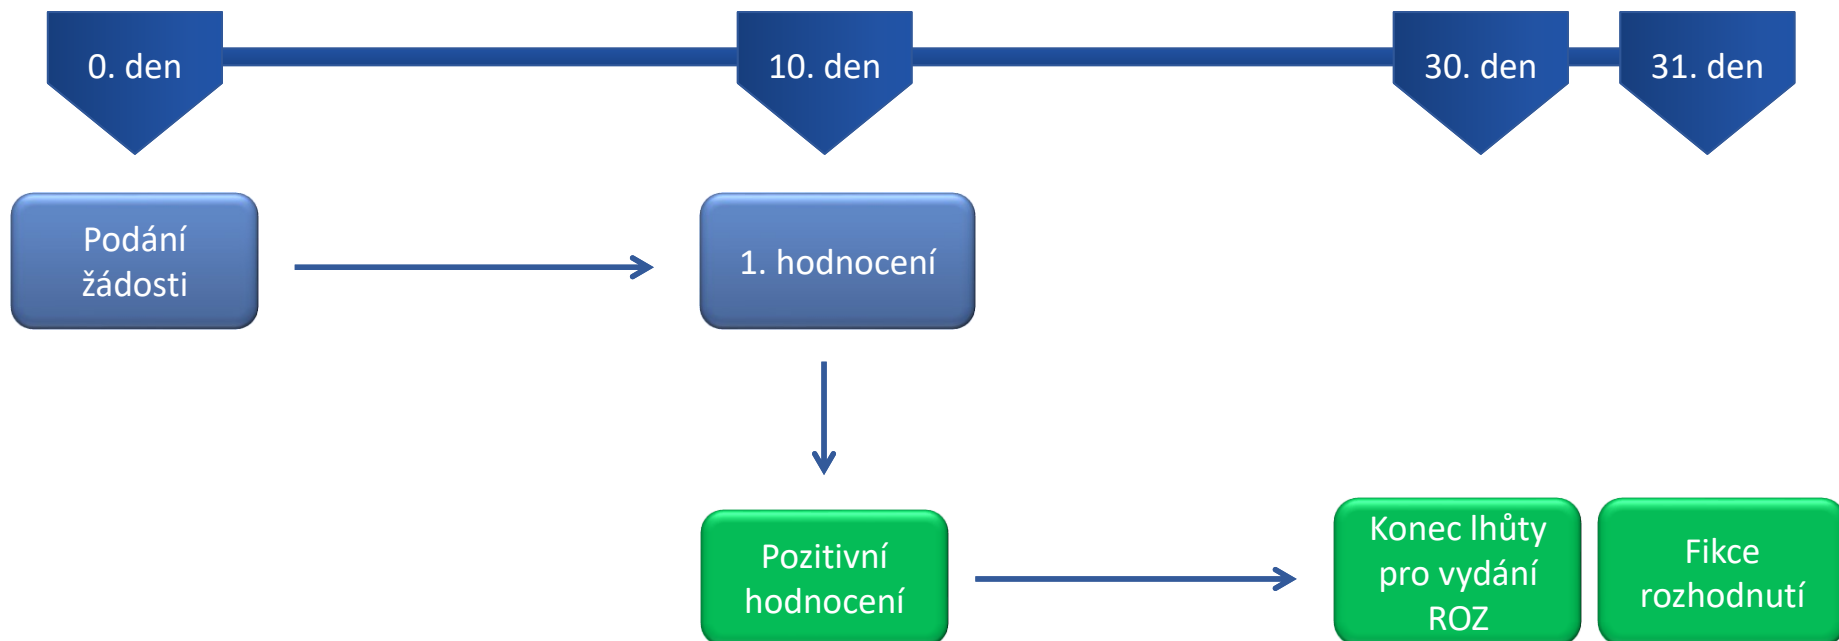 0. den
10. den
30. den
31. den
Podání
žádosti
1. hodnocení
Pozitivní
hodnocení
Konec lhůty
pro vydání
ROZ
Fikce
rozhodnutí